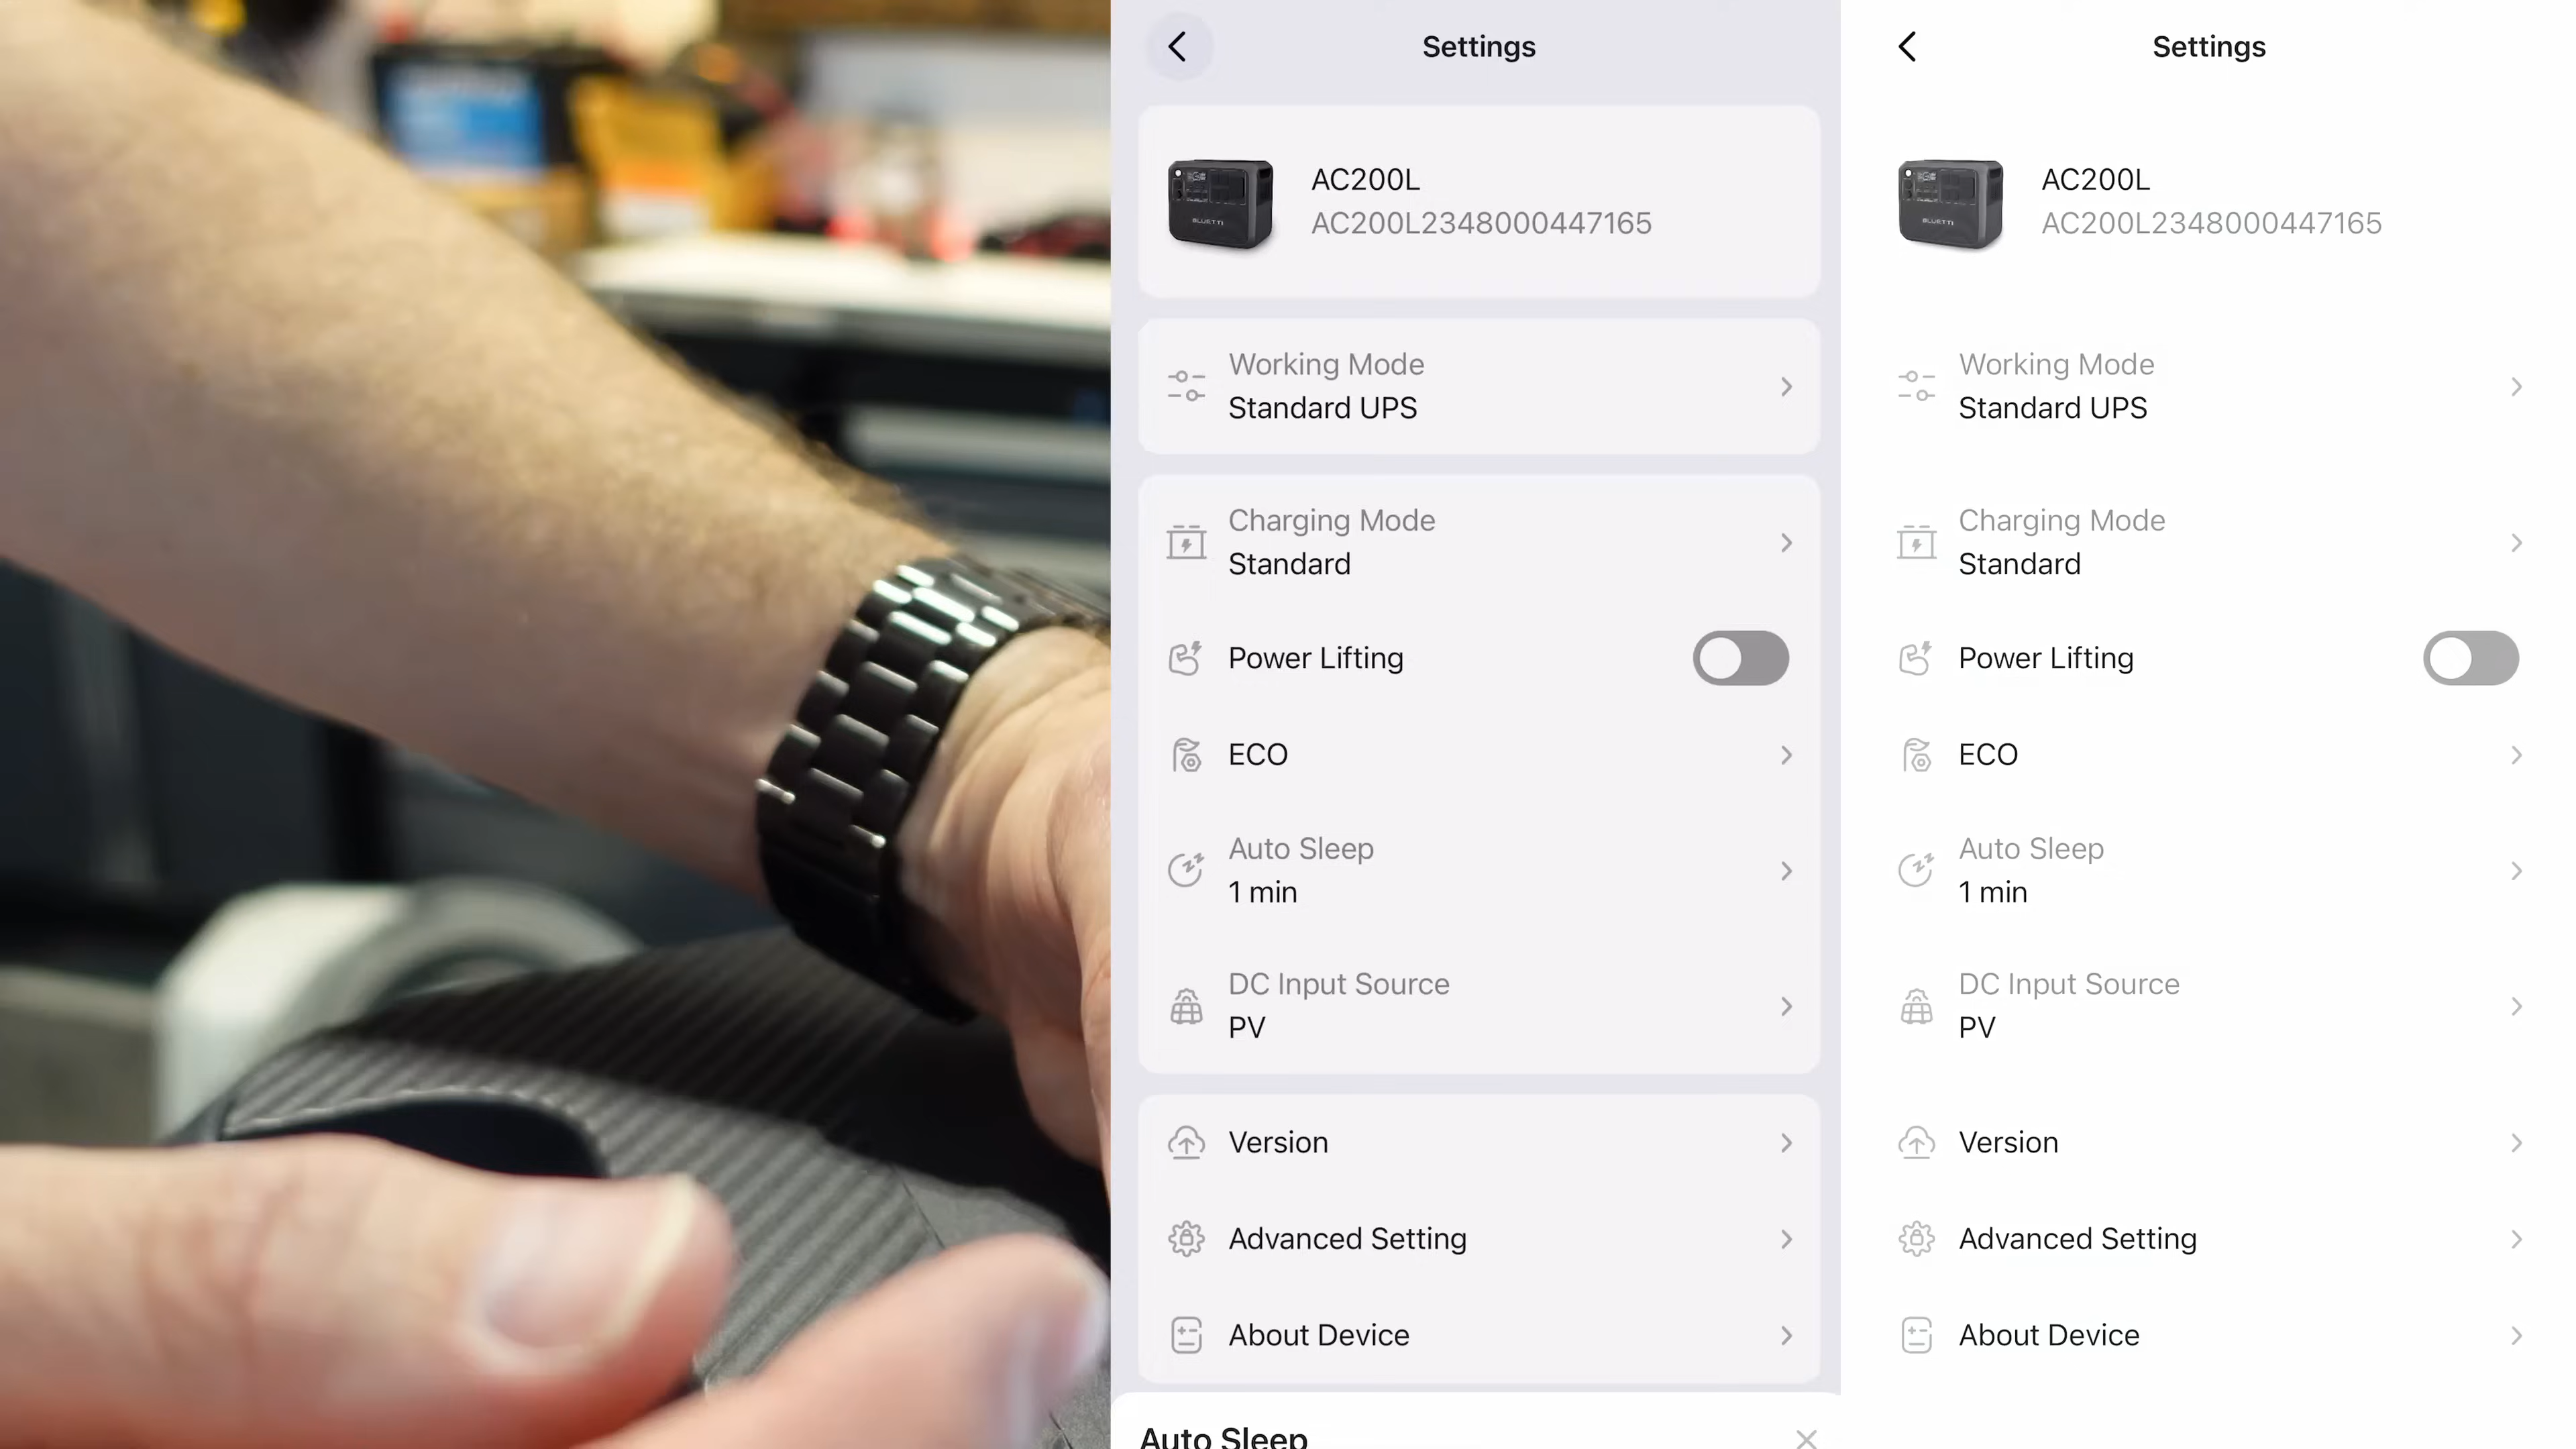 Settings
AC200L
AC200L2348000447165
BLUETTI
Working Mode
Standard UPS
Charging Mode
Standard
Power Lifting
ECO
Auto Sleep
1 min
DC Input Source
PV
Version
Advanced Setting
About Device
Auto Sleep
Settings
AC200L
AC200L2348000447165
BLUETTI
Working Mode
Standard UPS
Charging Mode
Standard
Power Lifting
ECO
Auto Sleep
1 min
DC Input Source
PV
Version
Advanced Setting
About Device